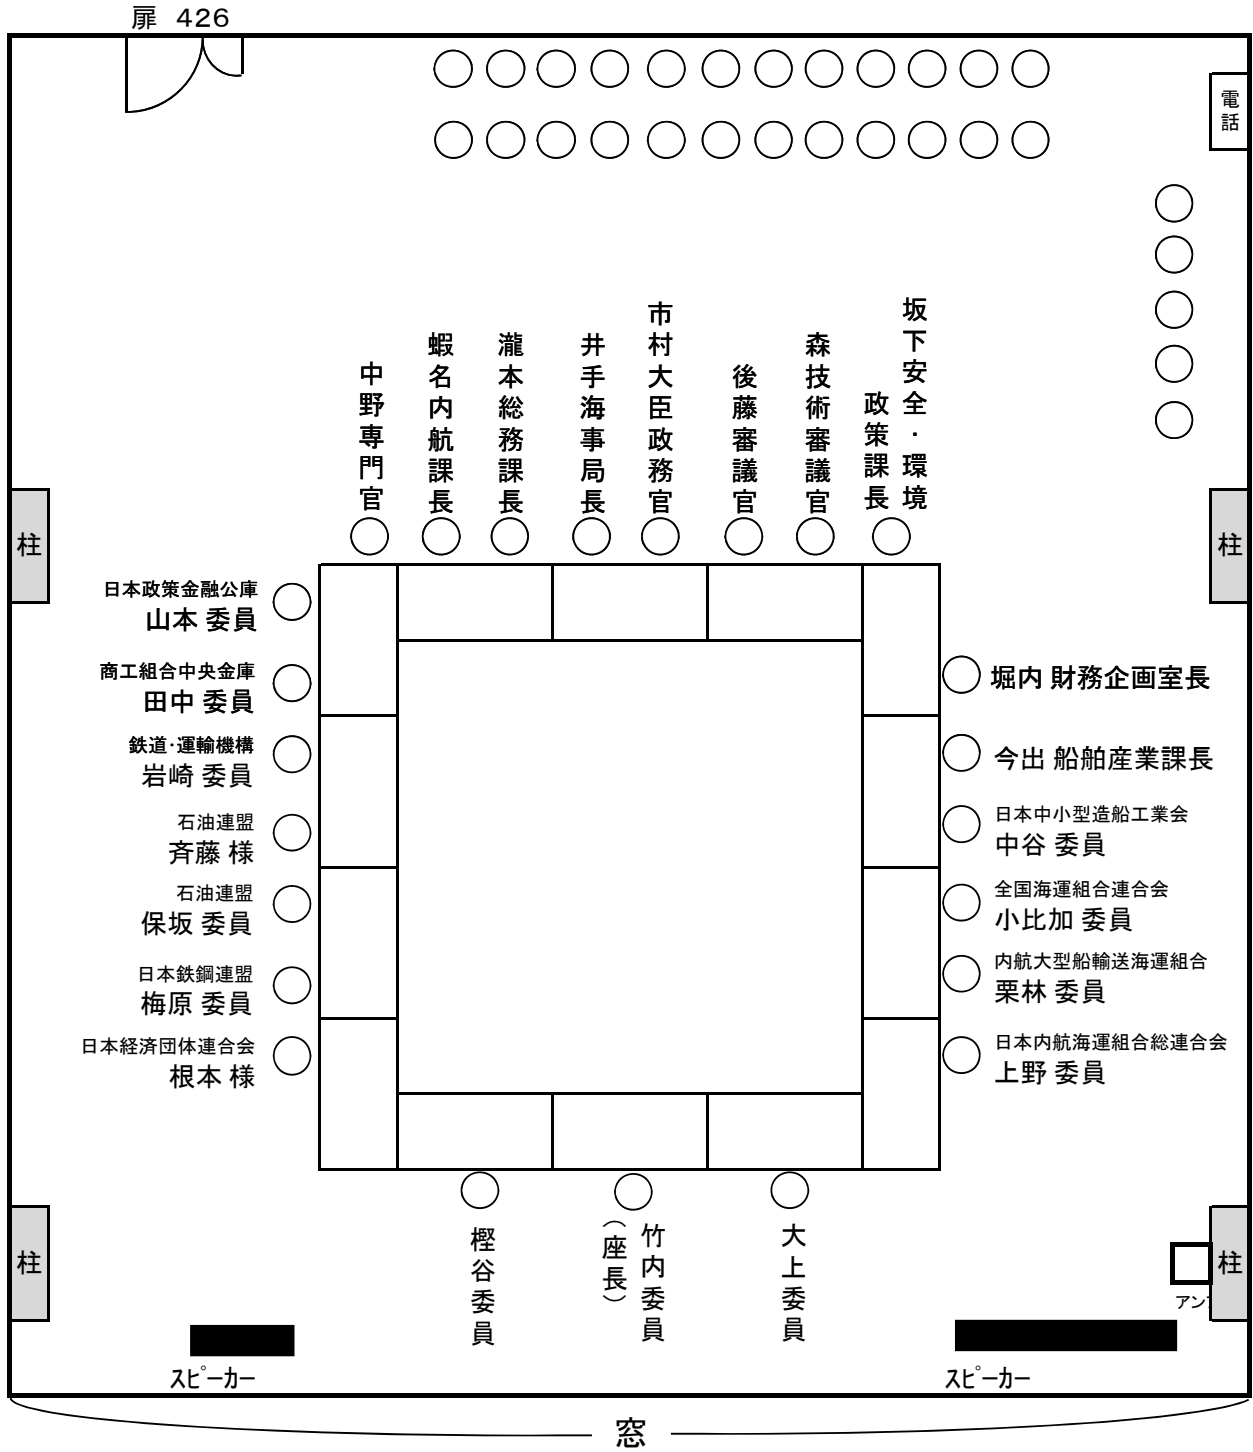 扉 426
電話
中野専門官
蝦名内航課長
瀧本総務課長
井手海事局長
市村大臣政務官
後藤審議官
森技術審議官
坂下安全・環境
政策課長
柱
柱
日本政策金融公庫
山本 委員
商工組合中央金庫
田中 委員
鉄道・運輸機構
岩崎 委員
石油連盟
斉藤 様
石油連盟
保坂 委員
日本鉄鋼連盟
梅原 委員
日本経済団体連合会
根本 様
堀内 財務企画室長
今出 船舶産業課長
日本中小型造船工業会
中谷 委員
全国海運組合連合会
小比加 委員
内航大型船輸送海運組合
栗林 委員
日本内航海運組合総連合会
上野 委員
樫谷委員
竹内委員
（座長）
大上委員
柱
柱
アン
スピーカー
スピーカー
窓